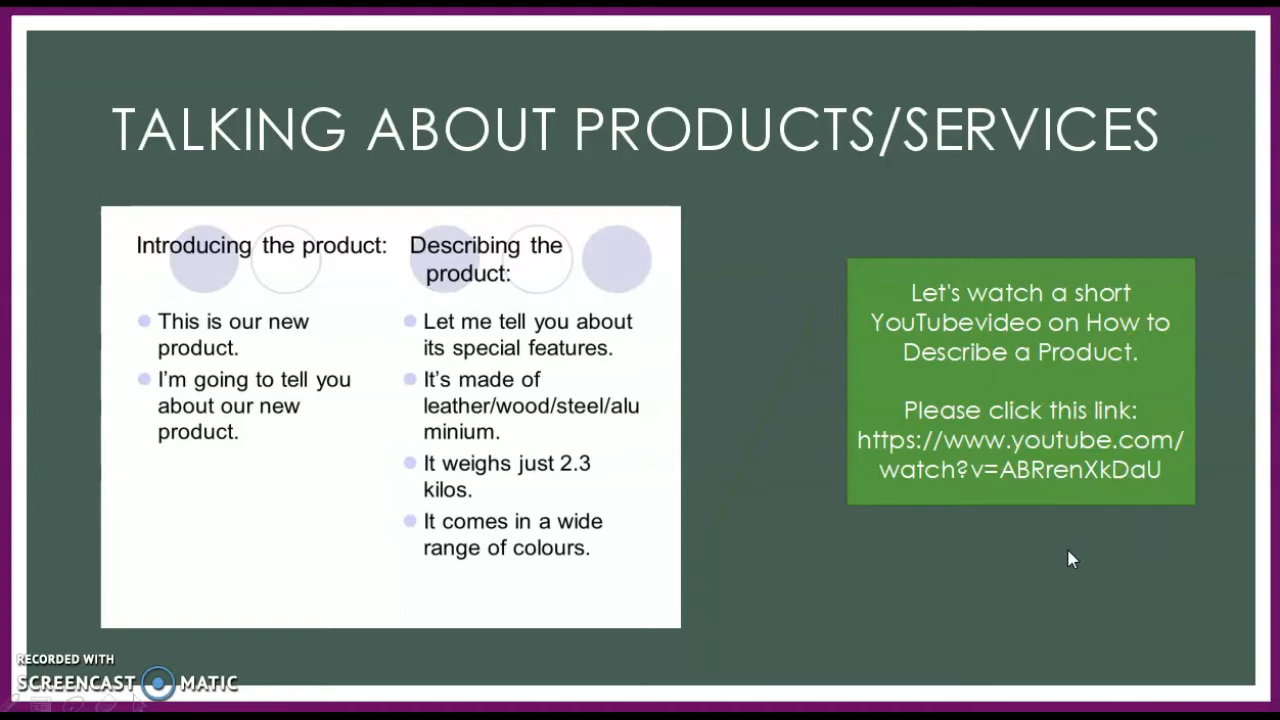 TALKING ABOUT PRODUCTS/SERVICES
Introducing the product:
This is our new
product.
I'm going to tell you
about our new
product.
Describing the
product:
Let me tell you about
its special features.
It's made of
leather/wood/steel/alu
minium.
It weighs just 2.3
kilos.
It comes in a wide
range of colours.
Let's watch a short
YouTubevideo on How to
Describe a Product.
Please click this link:
https://www.youtube.com/
watch?v=ABRrenXkDaU
RECORDED WITH
SCREENCAST MATIC